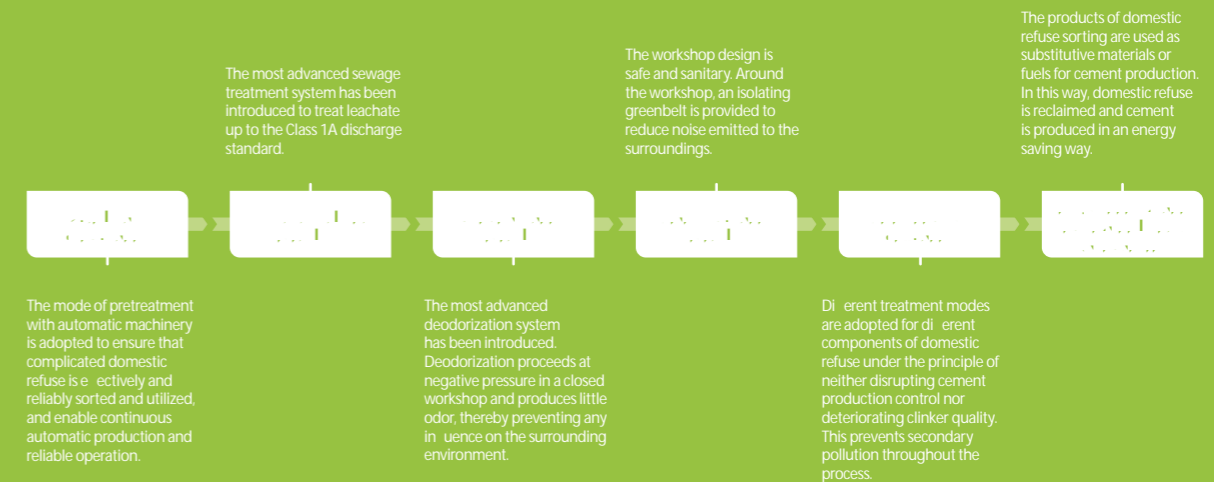 The most advanced sewage
treatment system has been
introduced to treat leachate
up to the Class 1A discharge
standard.
The workshop design is
safe and sanitary. Around
the workshop, an isolating
greenbelt is provided to
reduce noise emitted to the
surroundings.
The products of domestic
refuse sorting are used as
substitutive materials or
fuels for cement production.
In this way, domestic refuse
is reclaimed and cement
is produced in an energy
saving way.
The mode of pretreatment
with automatic machinery
is adopted to ensure that
complicated domestic
refuse is e ectively and
reliably sorted and utilized,
and enable continuous
automatic production and
reliable operation.
The most advanced
deodorization system
has been introduced.
Deodorization proceeds at
negative pressure in a closed
workshop and produces little
odor, thereby preventing any
in uence on the surrounding
environment.
Di erent treatment modes
are adopted for di erent
components of domestic
refuse under the principle of
neither disrupting cement
production control nor
deteriorating clinker quality.
This prevents secondary
pollution throughout the
process.